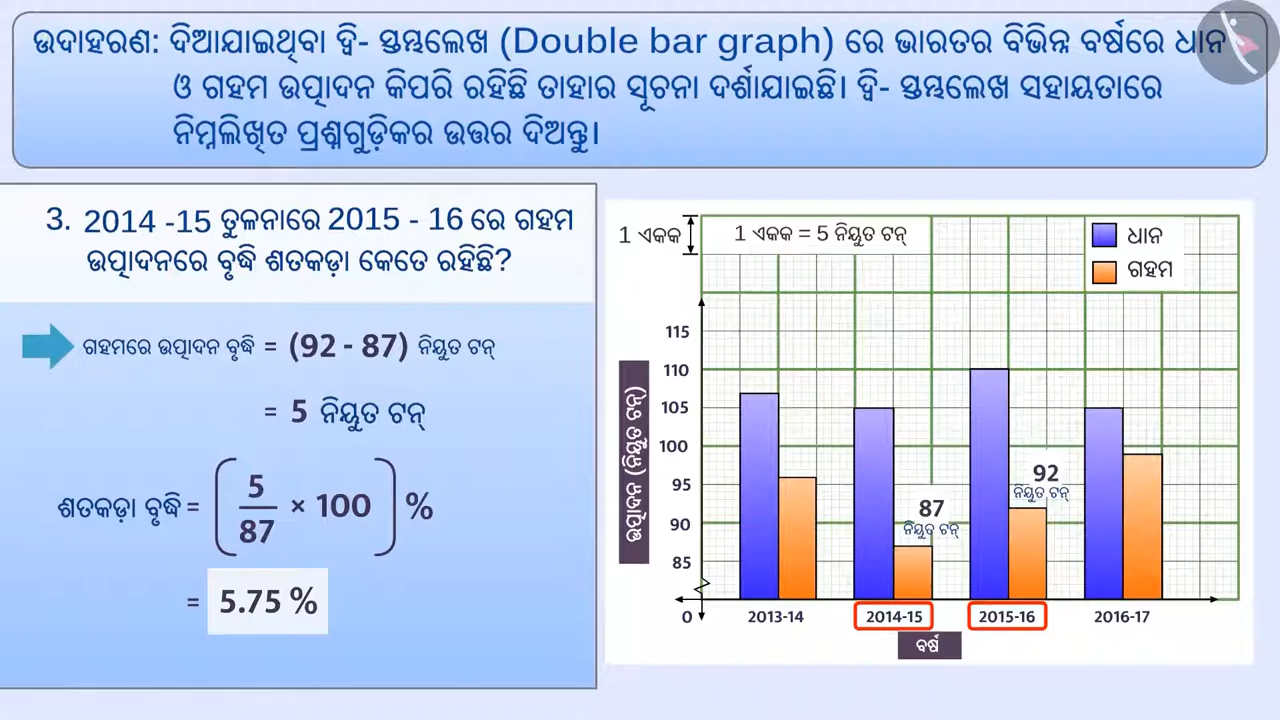 ଉଦାହରଣ: ଦିଆଯାଇଥିବା ଦ୍ୱି- ସ୍ତମ୍ଭଲେଖ (Double bar graph) ରେ ଭାରତର ବିଭିନ୍ନ ବର୍ଷରେ ଧାନ
ଓ ଗହମ ଉତ୍ପାଦନ କିପରି ରହିଛି ତାହାର ସୂଚନା ଦର୍ଶାଯାଇଛି। ଦ୍ୱି- ସ୍ତମ୍ଭଲେଖ ସହାୟତାରେ
ନିମ୍ନଲିଖିତ ପ୍ରଶ୍ନଗୁଡ଼ିକର ଉତ୍ତର ଦିଅନ୍ତୁ।
3. 2014 -15 ତୁଳନାରେ 2015 - 16 ରେ ଗହମ
ଉତ୍ପାଦନରେ ବୃଦ୍ଧି ଶତକଡ଼ା କେତେ ରହିଛି?
ଗହମରେ ଉତ୍ପାଦନ ବୃଦ୍ଧି = (92 - 87) ନିୟୁତ ଟନ୍
= 5 ନିୟୁତ ଟନ୍
ଶତକଡ଼ା ବୃଦ୍ଧି = (5/87 × 100) %
= 5.75 %
1 ଏକକ
1 ଏକକ = 5 ନିୟୁତ ଟନ୍
ଧାନ
ଗହମ
ଉତ୍ପାଦନ (ନିୟୁତ ଟନ୍)
115
110
105
100
95
90
85
0
92
ନିୟୁତ ଟନ୍
87
ନିୟୁତ ଟନ୍
2013-14 2014-15 2015-16 2016-17
ବର୍ଷ